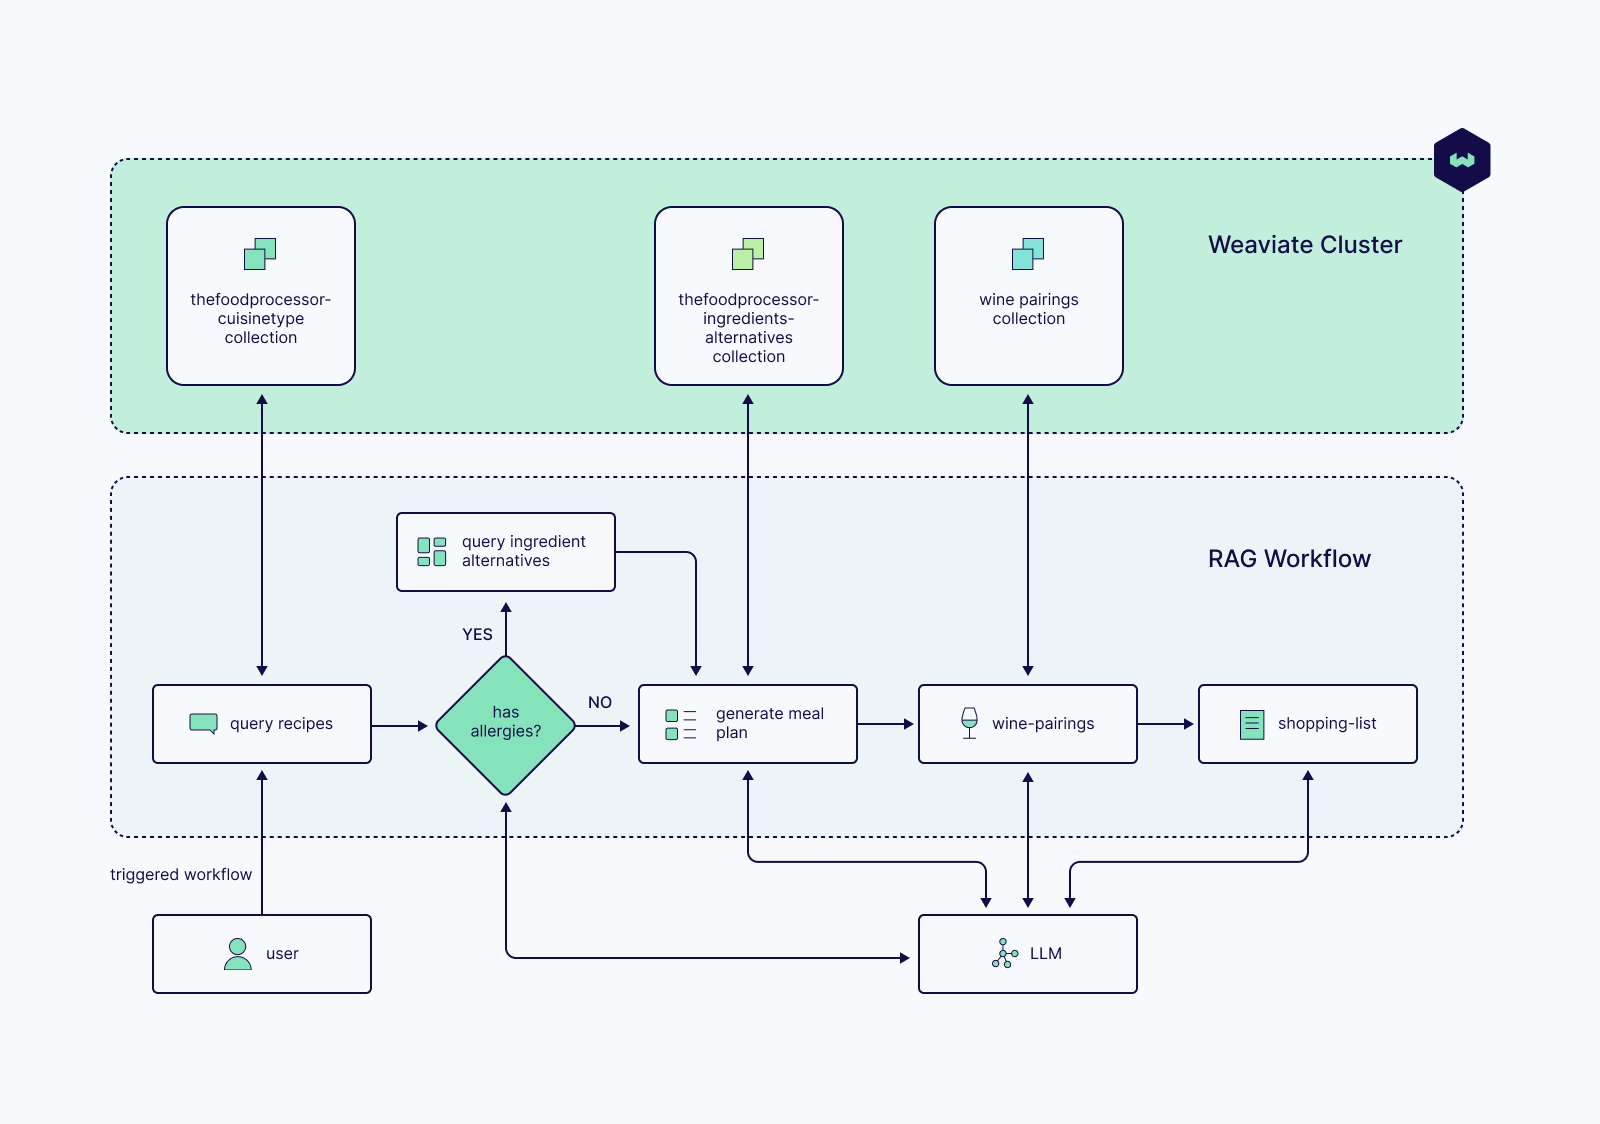 Weaviate Cluster
thefoodprocessor-
cuisinetype
collection
thefoodprocessor-
ingredients-
alternatives
collection
wine pairings
collection
RAG Workflow
query ingredient
alternatives
YES
query recipes
has
allergies?
NO
generate meal
plan
wine-pairings
shopping-list
triggered workflow
user
LLM